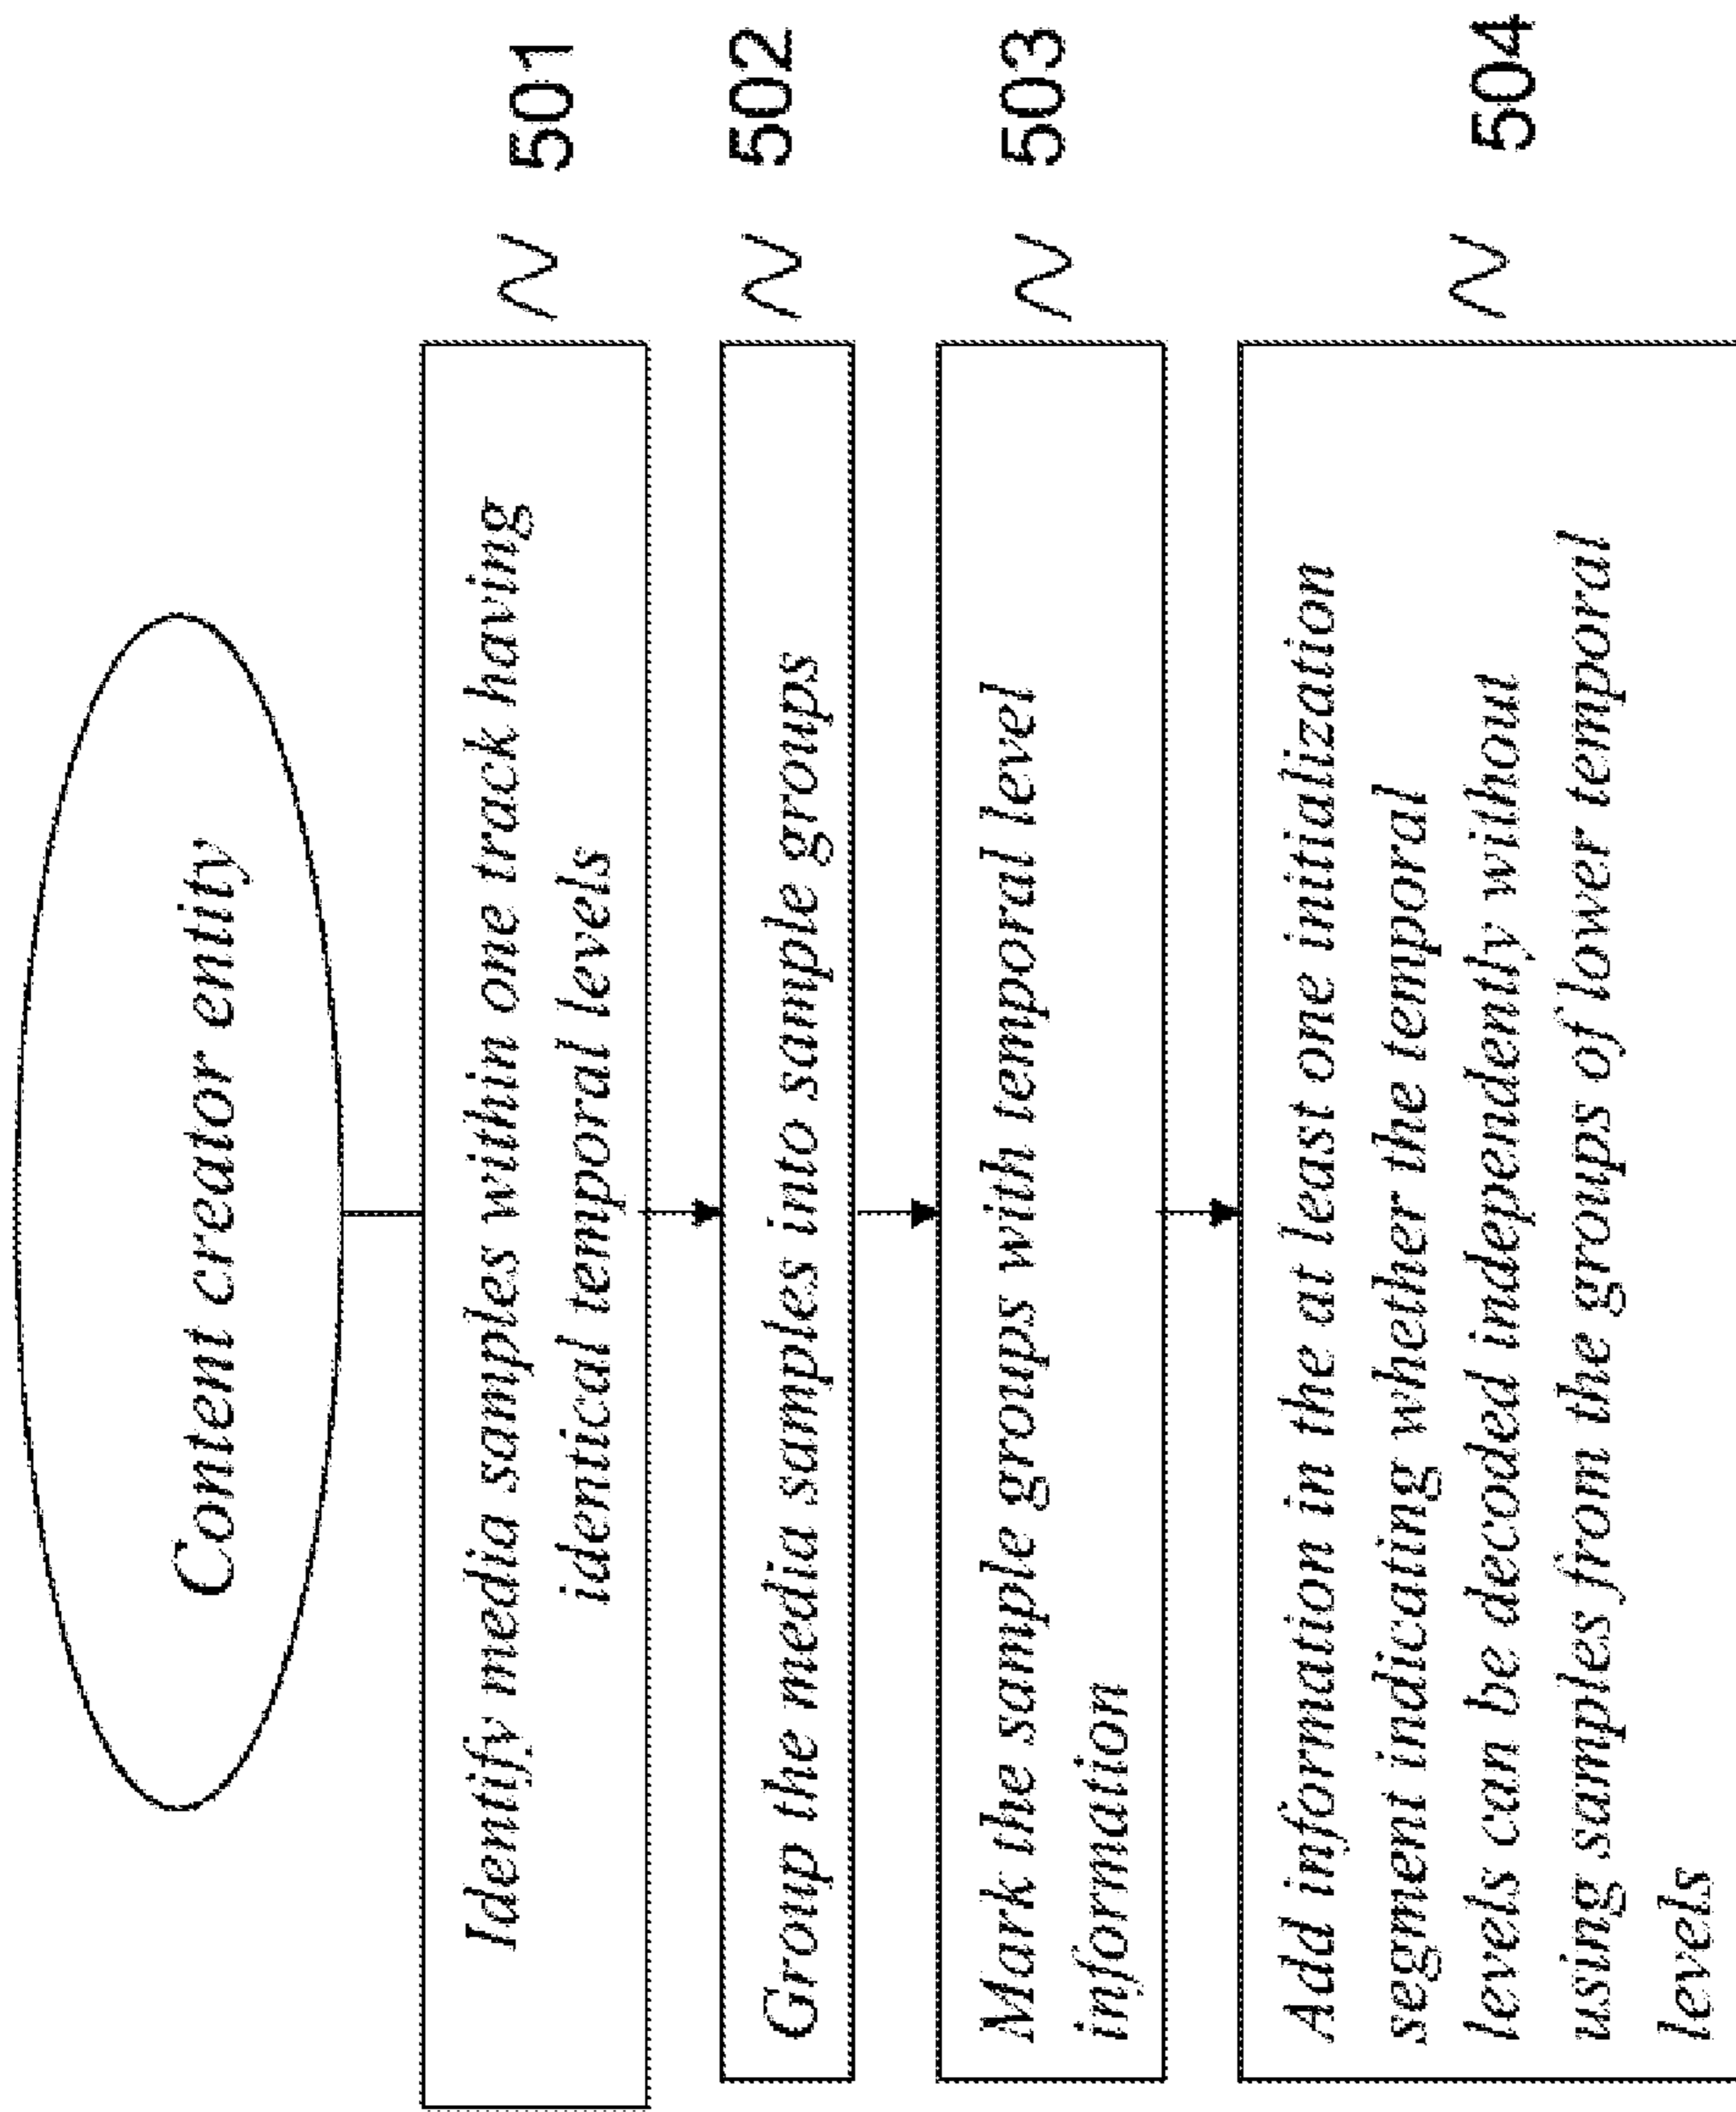 Content creator entity
Identify media samples within one track having
identical temporal levels
501
Group the media samples into sample groups
502
Mark the sample groups with temporal level
information
503
Add information in the at least one initialization
segment indicating whether the temporal
levels can be decoded independently without
using samples from the groups of lower temporal
levels
504